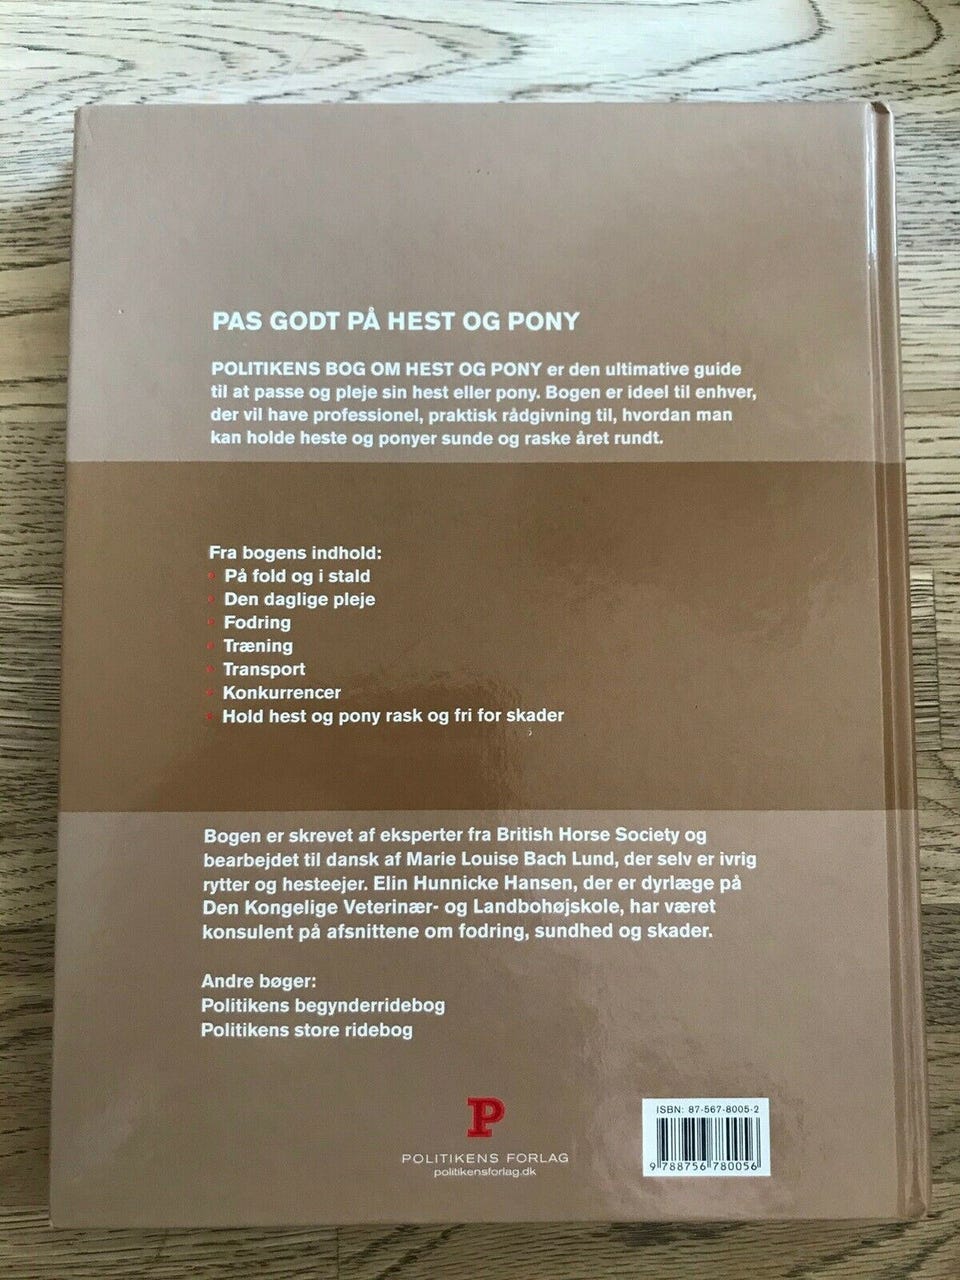 PAS GODT PÅ HEST OG PONY
POLITIKENS BOG OM HEST OG PONY er den ultimative guide
til at passe og pleje sin hest eller pony. Bogen er ideel til enhver,
der vil have professionel, praktisk rådgivning til, hvordan man
kan holde heste og ponyer sunde og raske året rundt.
Fra bogens indhold:
• På fold og i stald
• Den daglige pleje
• Fodring
• Træning
• Transport
• Konkurrencer
• Hold hest og pony rask og fri for skader
Bogen er skrevet af eksperter fra British Horse Society og
bearbejdet til dansk af Marie Louise Bach Lund, der selv er ivrig
rytter og hesteejer. Elin Hunnicke Hansen, der er dyrlæge på
Den Kongelige Veterinær- og Landbohøjskole, har været
konsulent på afsnittene om fodring, sundhed og skader.
Andre bøger:
Politikens begynderridebog
Politikens store ridebog
P
POLITIKENS FORLAG
politikensforlag.dk
ISBN: 87-567-8005-2
9 788756 780056